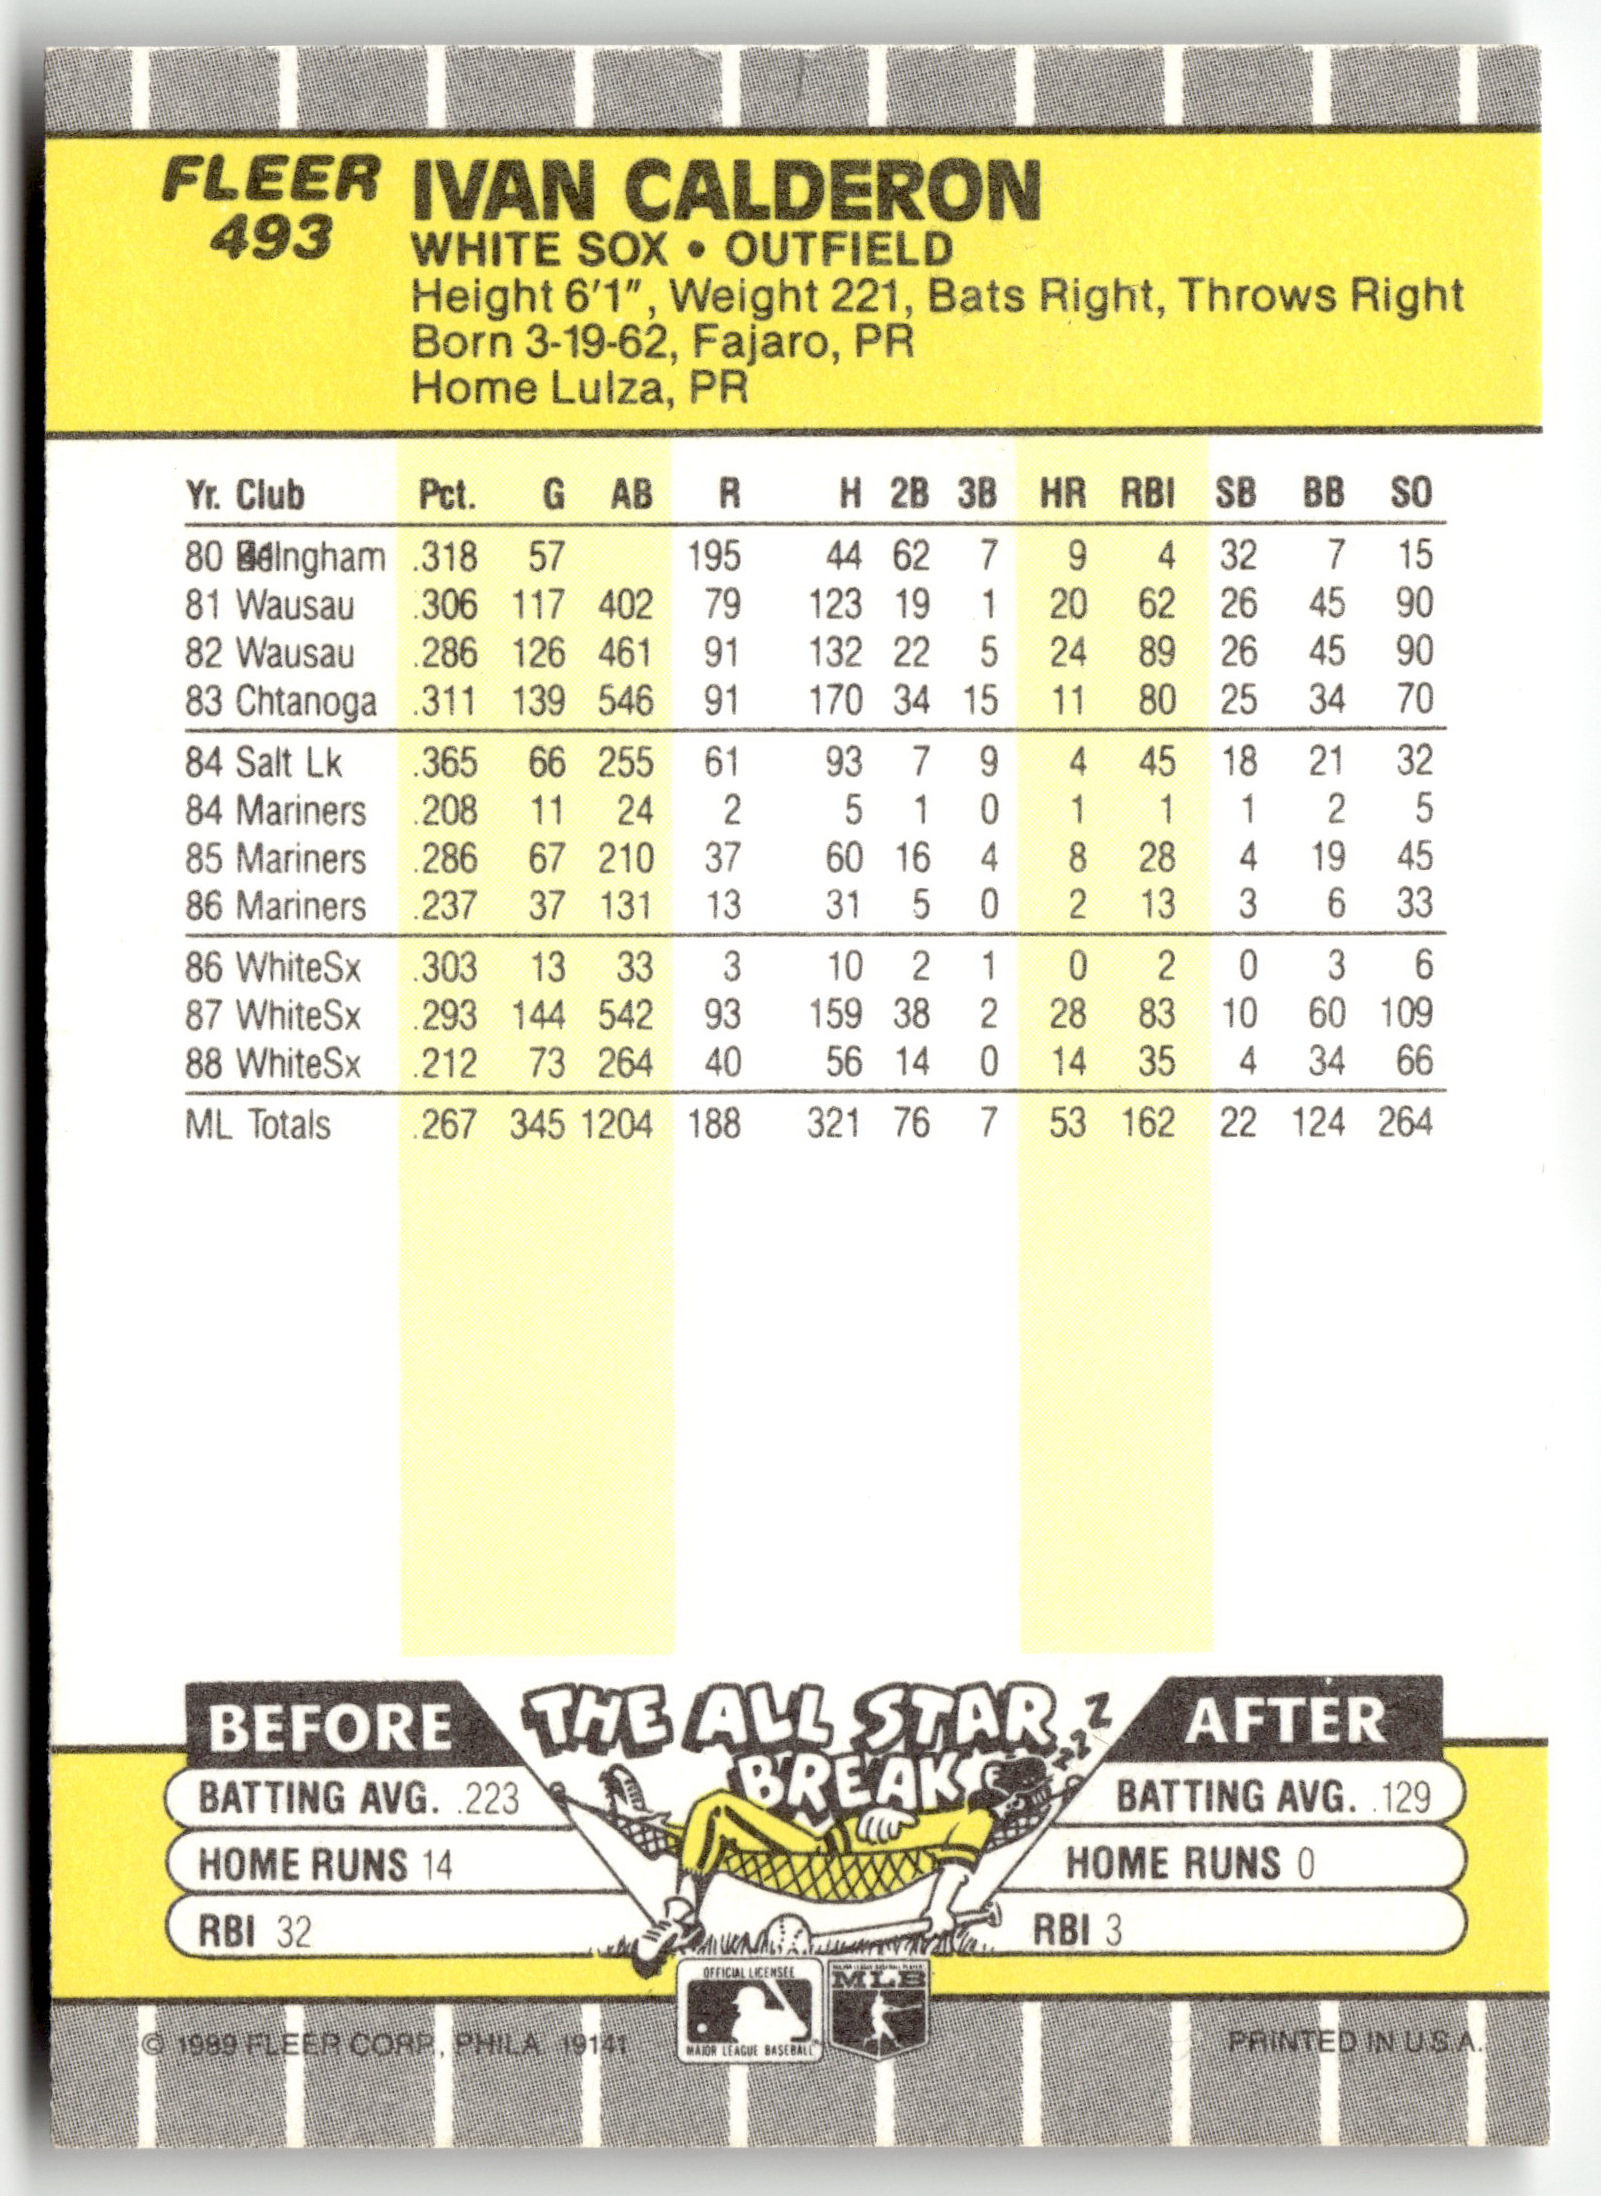 FLEER
493
IVAN CALDERON
WHITE SOX • OUTFIELD
Height 6'1", Weight 221, Bats Right, Throws Right
Born 3-19-62, Fajaro, PR
Home Lulza, PR
Yr. Club Pct. G AB R H 2B 3B HR RBI SB BB SO
80 .318 57 195 44 62 7 9 4 32 7 15
81 Wausau .306 117 402 79 123 19 1 20 62 26 45 90
82 Wausau .286 126 461 91 132 22 5 24 89 26 45 90
83 Chtanoga .311 139 546 91 170 34 15 11 80 25 34 70
84 Salt Lk .365 66 255 61 93 7 9 4 45 18 21 32
84 Mariners .208 11 24 2 5 1 0 1 1 1 2 5
85 Mariners .286 67 210 37 60 16 4 8 28 4 19 45
86 Mariners .237 37 131 13 31 5 0 2 13 3 6 33
86 WhiteSx .303 13 33 3 10 2 1 0 2 0 3 6
87 WhiteSx .293 144 542 93 159 38 2 28 83 10 60 109
88 WhiteSx .212 73 264 40 56 14 0 14 35 4 34 66
ML Totals .267 345 1204 188 321 76 7 53 162 22 124 264
BEFORE THE ALL STAR BREAK ZZZZ AFTER
BATTING AVG. .223 BATTING AVG. .129
HOME RUNS 14 HOME RUNS 0
RBI 32 RBI 3
OFFICIAL LICENSEE
MAJOR LEAGUE BASEBALL
MLB
© 1989 FLEER CORP., PHILA. 19141 PRINTED IN U.S.A.